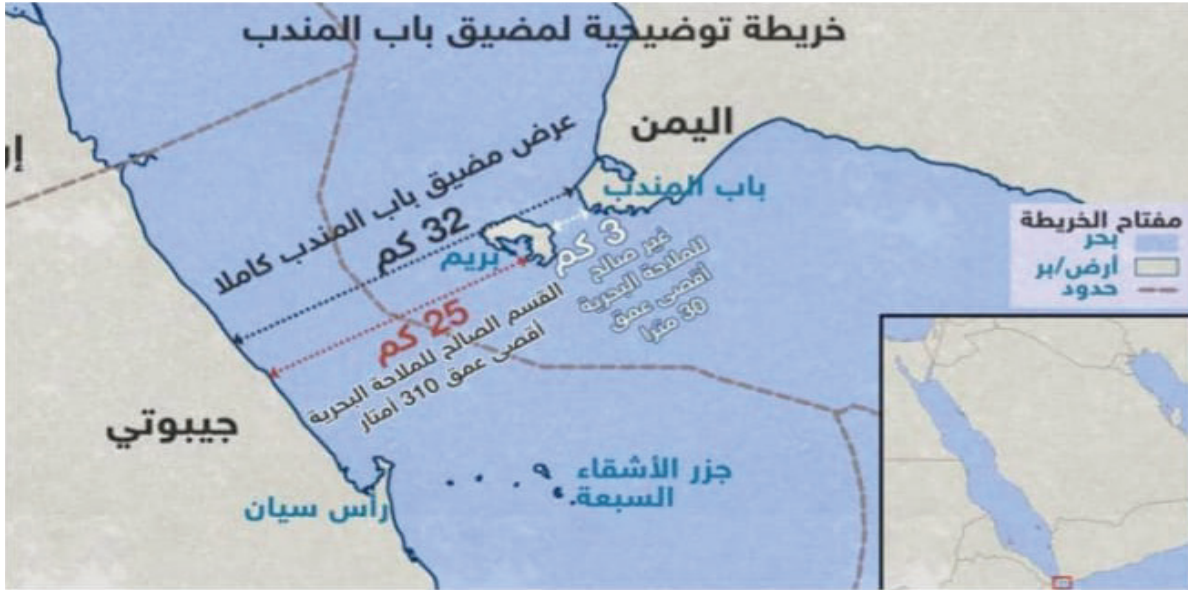 خريطة توضيحية لمضيق باب المندب
اليمن
باب المندب
عرض مضيق باب المندب كاملا
32 كم
بريم
3 كم
غير صالح
للملاحة البحرية
أقصى عمق
30 مترا
25 كم
القسم الصالح للملاحة البحرية
أقصى عمق 310 أمتار
جيبوتي
رأس سيان
جزر الأشقاء
السبعة
مفتاح الخريطة
بحر
أرض/بر
حدود